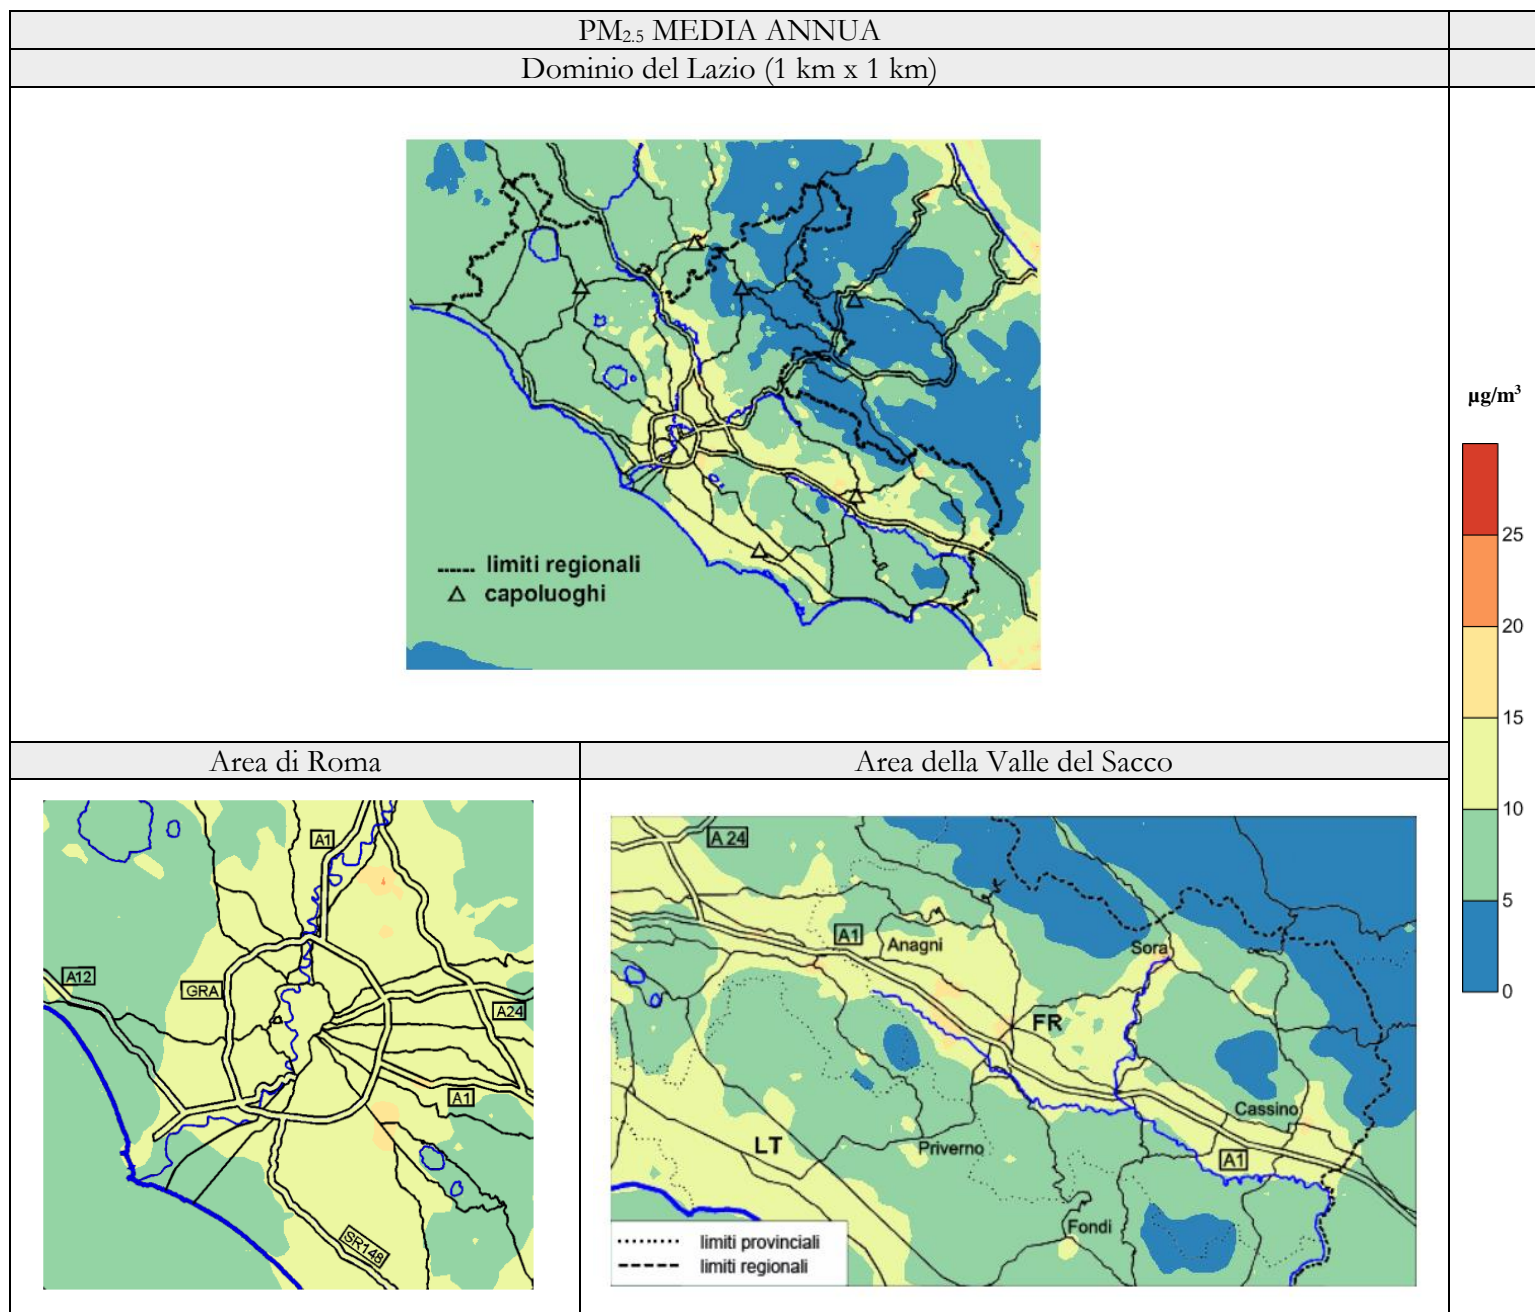 PM2.5 MEDIA ANNUA
Dominio del Lazio (1 km x 1 km)
limiti regionali
capoluoghi
µg/m³
25
20
15
10
5
0
Area di Roma
Area della Valle del Sacco
A1
A12
GRA
A24
A1
SR148
A 24
A1
Anagni
Sora
FR
Cassino
LT
Priverno
A1
Fondi
limiti provinciali
limiti regionali